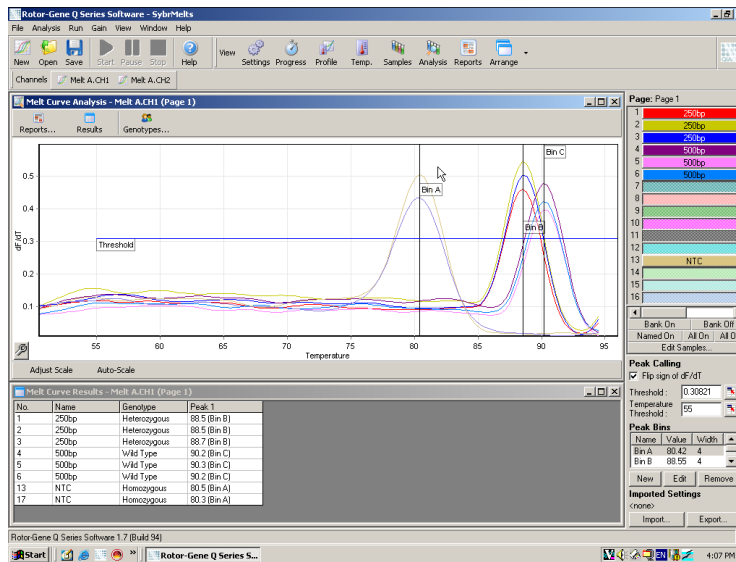 Rotor-Gene Q Series Software - SybrMelts
File Analysis Run Gain View Window Help
New Open Save Start Pause Stop Help View Settings Progress Profile Temp. Samples Analysis Reports Arrange
Channels Melt A.CH1 Melt A.CH2
Melt Curve Analysis - Melt A.CH1 (Page 1)
Reports... Results Genotypes...
Bin C
Bin A
Bin B
Threshold
dF/dT
0.5
0.4
0.3
0.2
0.1
55 60 65 70 75 80 85 90 95
Temperature
Adjust Scale Auto-Scale
Melt Curve Results - Melt A.CH1 (Page 1)
No. Name Genotype Peak 1
1 250bp Heterozygous 88.5 (Bin B)
2 250bp Heterozygous 88.5 (Bin B)
3 250bp Heterozygous 88.7 (Bin B)
4 500bp Wild Type 90.2 (Bin C)
5 500bp Wild Type 90.3 (Bin C)
6 500bp Wild Type 90.2 (Bin C)
13 NTC Homozygous 80.5 (Bin A)
17 NTC Homozygous 80.3 (Bin A)
Page: Page 1
1 250bp
2 250bp
3 250bp
4 500bp
5 500bp
6 500bp
7
8
9
10
11
12
13 NTC
14
15
16
Bank On Bank Off
Named On All On All O
Edit Samples...
Peak Calling
Flip sign of dF/dT
Threshold : 0.30821
Temperature
Threshold : 55
Peak Bins
Name Value Width
Bin A 80.42 4
Bin B 88.55 4
New Edit Remove
Imported Settings
<none>
Import... Export...
Rotor-Gene Q Series Software 1.7 (Build 94)
Start » Rotor-Gene Q Series S... EN 4:07 PM